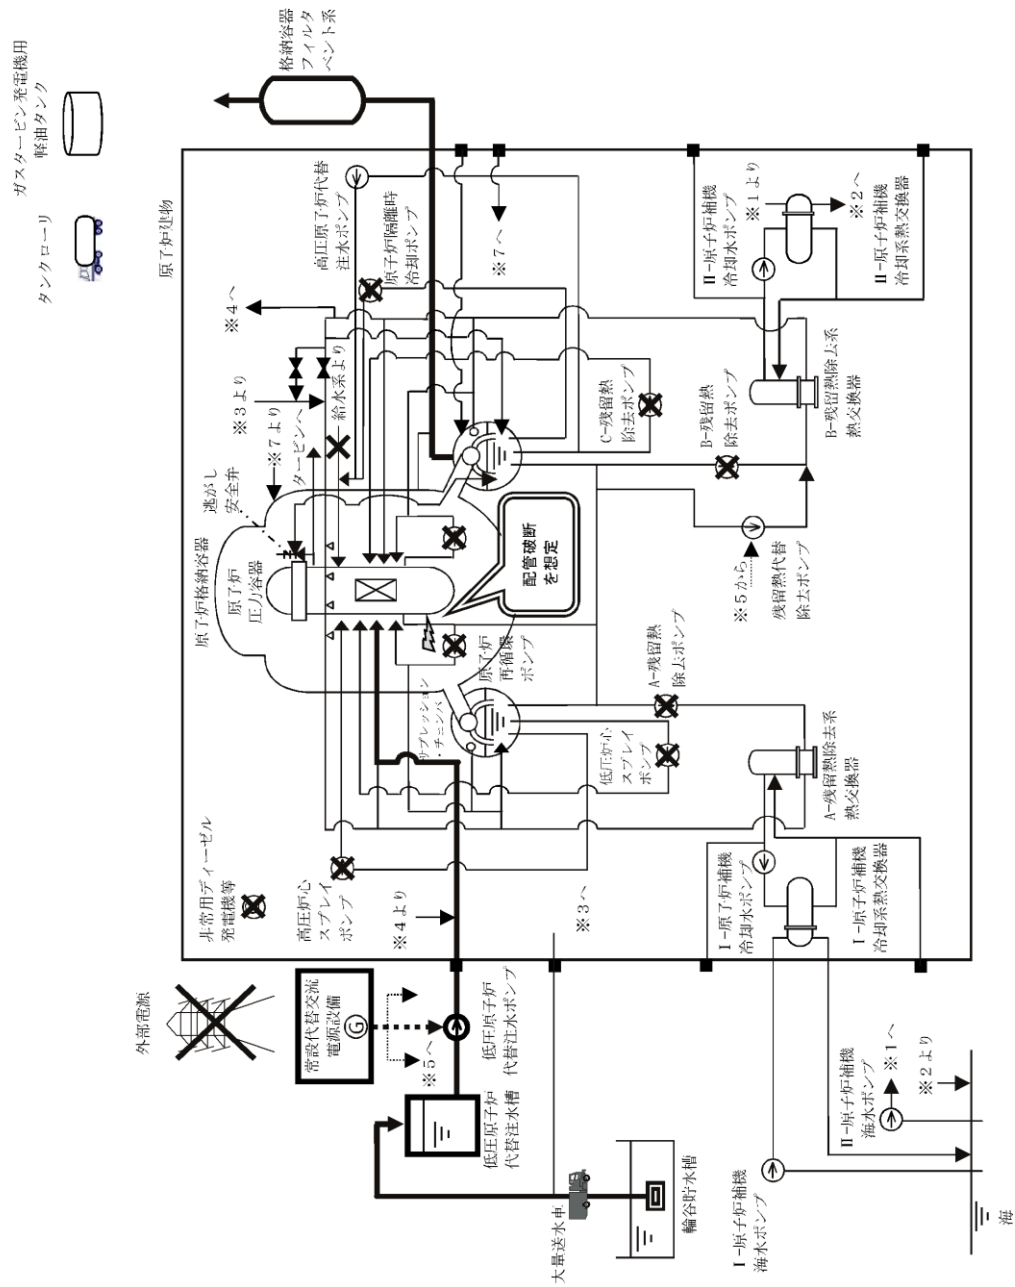 外部電源
非常用ディーゼル
発電機等
原子炉格納容器
原子炉
圧力容器
逃がし
安全弁
※7より
タービンへ
※3より
給水系より
※4へ
原子炉建物
タンクローリ
ガスタービン発電機用
軽油タンク
格納容器
フィルタ
ベント系
常設代替交流
電源設備
G
※5へ
高圧炉心
スプレイ
ポンプ
※4より
サプレッション
・チェンバ
原子炉
再循環
ポンプ
配管破断
を想定
高圧原子炉代替
注水ポンプ
原子炉隔離時
冷却ポンプ
※7へ
低圧原子炉
代替注水槽
低圧原子炉
代替注水ポンプ
※3へ
低圧炉心
スプレイ
ポンプ
A-残留熱
除去ポンプ
C-残留熱
除去ポンプ
B-残留熱
除去ポンプ
※5から
残留熱代替
除去ポンプ
大量送水車
輪谷貯水槽
Ⅰ-原子炉補機
海水ポンプ
Ⅱ-原子炉補機
海水ポンプ
※1へ
※2より
Ⅰ-原子炉補機
冷却水ポンプ
Ⅰ-原子炉補機
冷却系熱交換器
A-残留熱除去系
熱交換器
B-残留熱除去系
熱交換器
Ⅱ-原子炉補機
冷却水ポンプ
※1より
※2へ
Ⅱ-原子炉補機
冷却系熱交換器
海